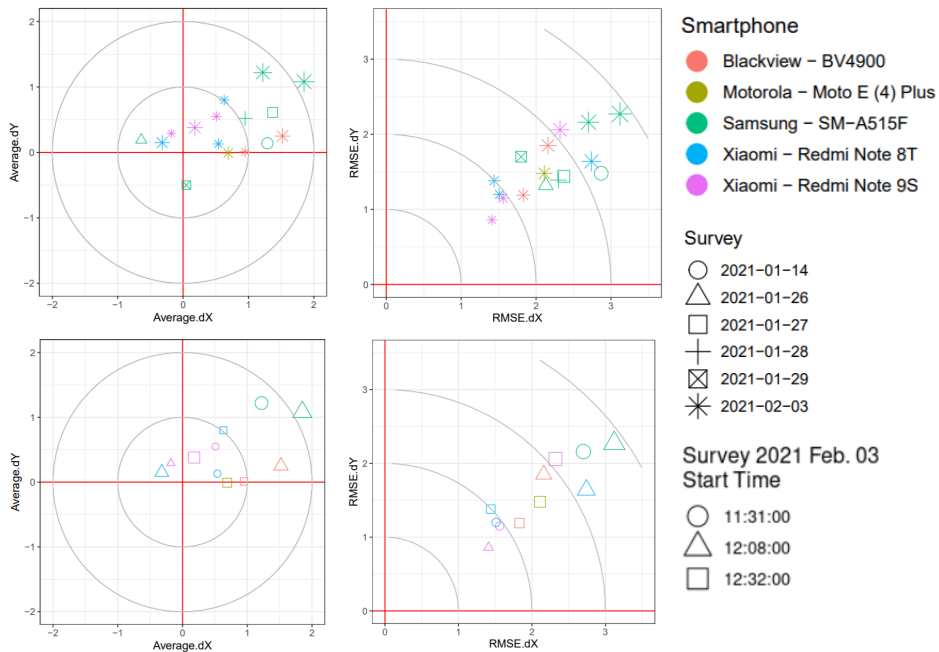 2
1
0
−1
−2
Average.dY
−2
−1
0
1
2
Average.dX
3
2
1
0
RMSE.dY
0
1
2
3
RMSE.dX
Smartphone
Blackview − BV4900
Motorola − Moto E (4) Plus
Samsung − SM−A515F
Xiaomi − Redmi Note 8T
Xiaomi − Redmi Note 9S
Survey
2021−01−14
2021−01−26
2021−01−27
2021−01−28
2021−01−29
2021−02−03
2
1
0
−1
−2
Average.dY
−2
−1
0
1
2
Average.dX
3
2
1
0
RMSE.dY
0
1
2
3
RMSE.dX
Survey 2021 Feb. 03
Start Time
11:31:00
12:08:00
12:32:00